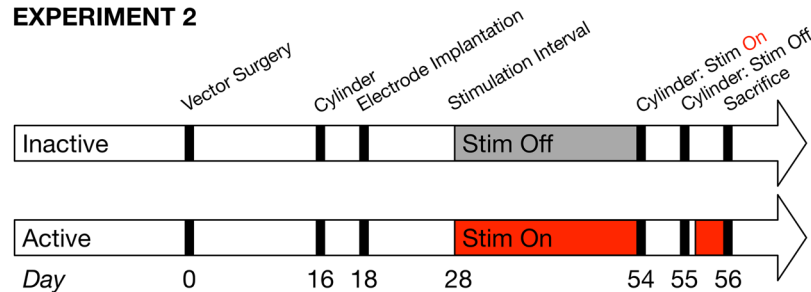 EXPERIMENT 2
Vector Surgery
Cylinder
Electrode Implantation
Stimulation Interval
Cylinder: Stim On
Cylinder: Stim Off
Sacrifice
Inactive
Stim Off
Active
Stim On
Day 0 16 18 28 54 55 56